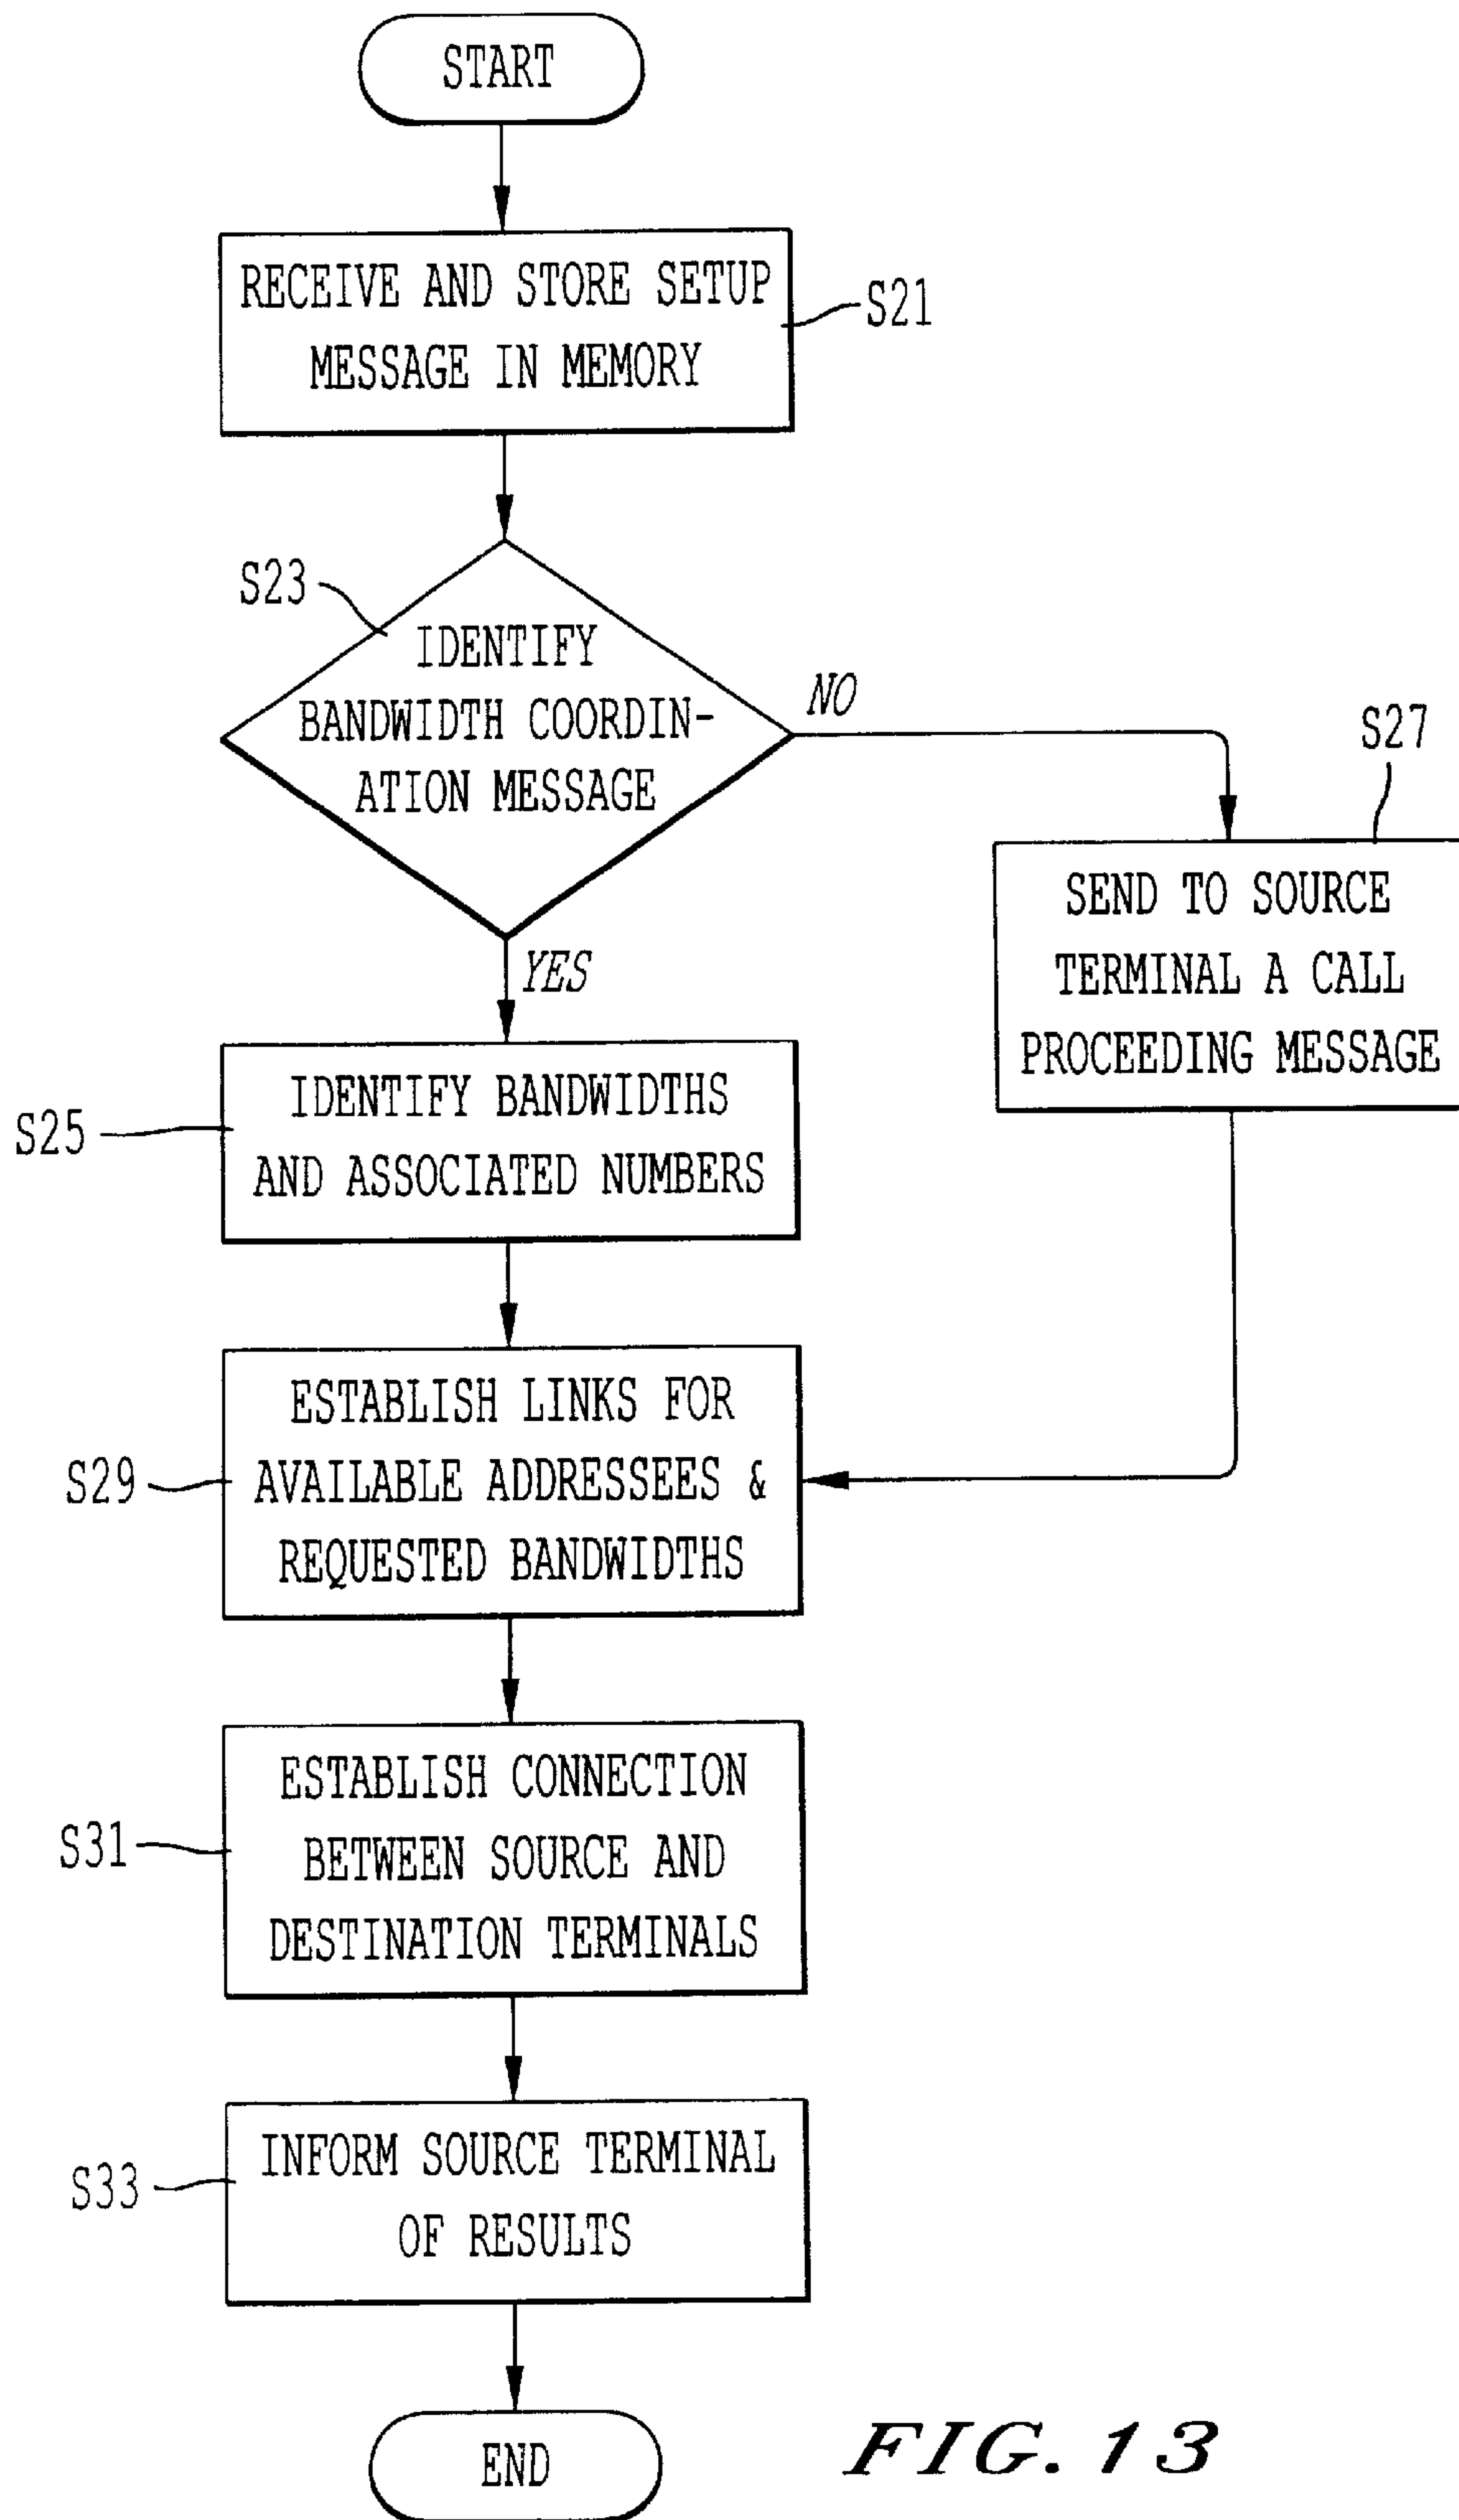 START
RECEIVE AND STORE SETUP
MESSAGE IN MEMORY
S21
S23
IDENTIFY
BANDWIDTH COORDIN-
ATION MESSAGE
NO
YES
S27
SEND TO SOURCE
TERMINAL A CALL
PROCEEDING MESSAGE
S25
IDENTIFY BANDWIDTHS
AND ASSOCIATED NUMBERS
S29
ESTABLISH LINKS FOR
AVAILABLE ADDRESSEES &
REQUESTED BANDWIDTHS
S31
ESTABLISH CONNECTION
BETWEEN SOURCE AND
DESTINATION TERMINALS
S33
INFORM SOURCE TERMINAL
OF RESULTS
END
FIG. 13